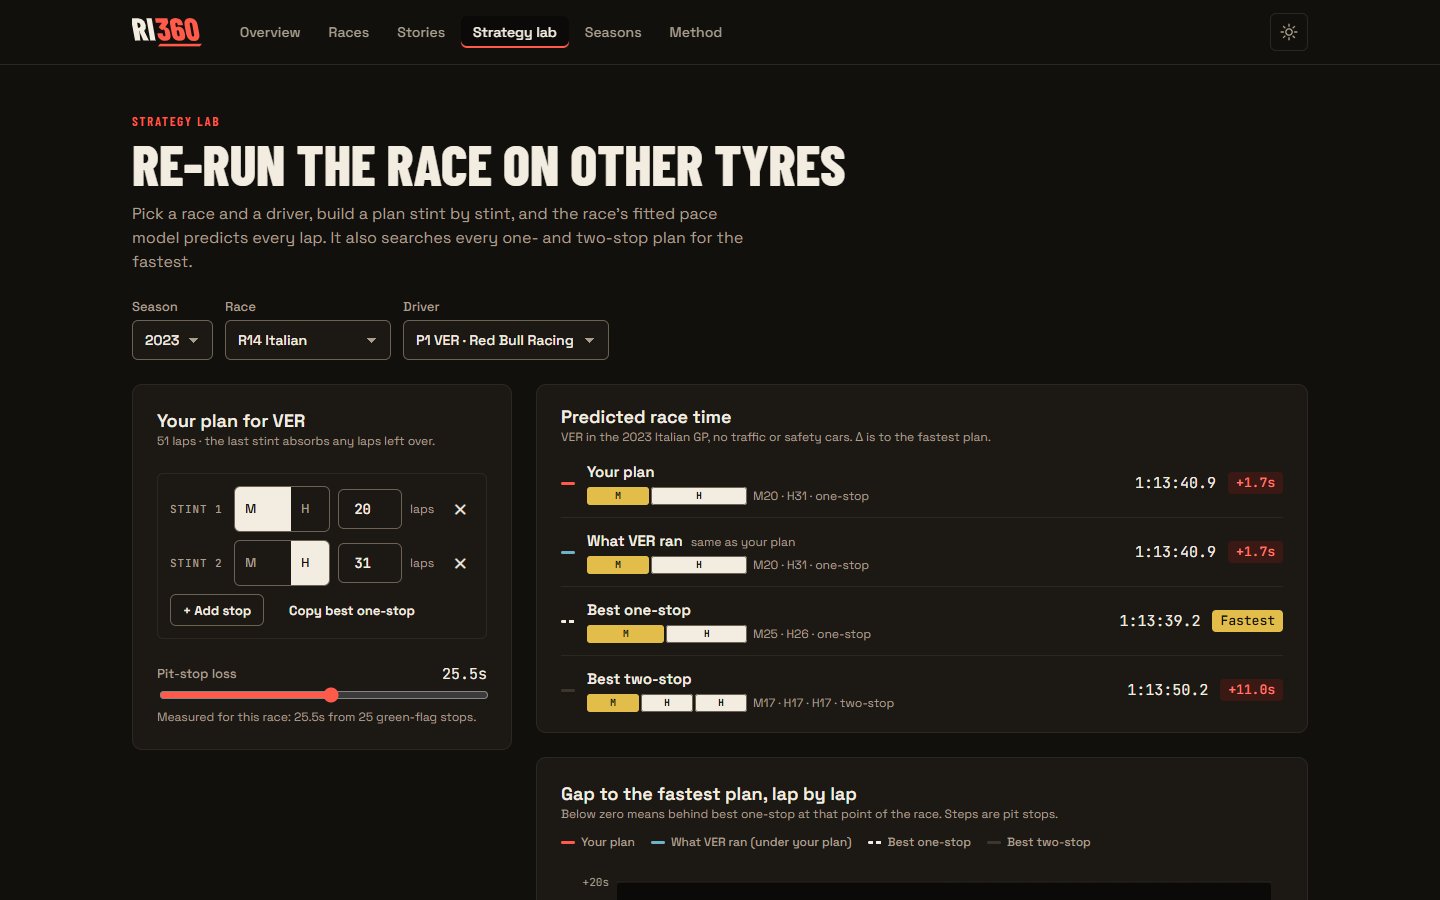 RI360
Overview
Races
Stories
Strategy lab
Seasons
Method
STRATEGY LAB
RE-RUN THE RACE ON OTHER TYRES
Pick a race and a driver, build a plan stint by stint, and the race's fitted pace
model predicts every lap. It also searches every one- and two-stop plan for the
fastest.
Season
Race
Driver
2023
R14 Italian
P1 VER · Red Bull Racing
Your plan for VER
51 laps · the last stint absorbs any laps left over.
STINT 1 M H 20 laps ✕
STINT 2 M H 31 laps ✕
+ Add stop
Copy best one-stop
Pit-stop loss 25.5s
Measured for this race: 25.5s from 25 green-flag stops.
Predicted race time
VER in the 2023 Italian GP, no traffic or safety cars. Δ is to the fastest plan.
Your plan
M H M20 · H31 · one-stop
1:13:40.9 +1.7s
What VER ran same as your plan
M H M20 · H31 · one-stop
1:13:40.9 +1.7s
Best one-stop
M H M25 · H26 · one-stop
1:13:39.2 Fastest
Best two-stop
M H H M17 · H17 · H17 · two-stop
1:13:50.2 +11.0s
Gap to the fastest plan, lap by lap
Below zero means behind best one-stop at that point of the race. Steps are pit stops.
Your plan
What VER ran (under your plan)
Best one-stop
Best two-stop
+20s